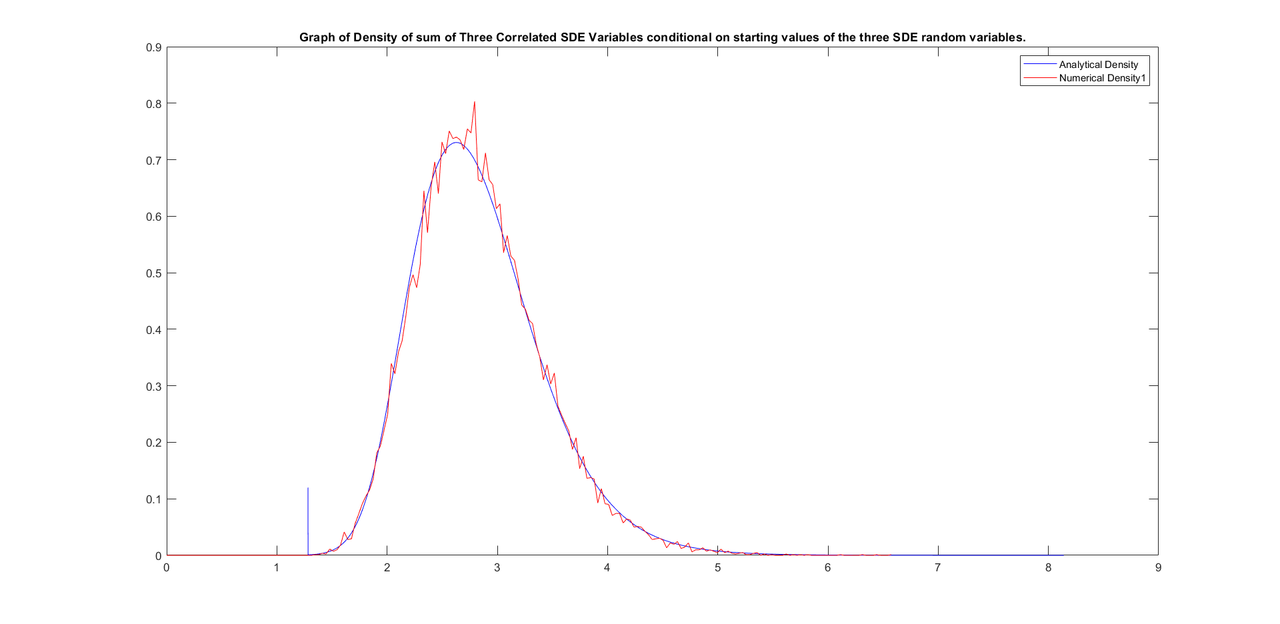 Graph of Density of sum of Three Correlated SDE Variables conditional on starting values of the three SDE random variables.
Analytical Density
Numerical Density1
0.9
0.8
0.7
0.6
0.5
0.4
0.3
0.2
0.1
0
0 1 2 3 4 5 6 7 8 9